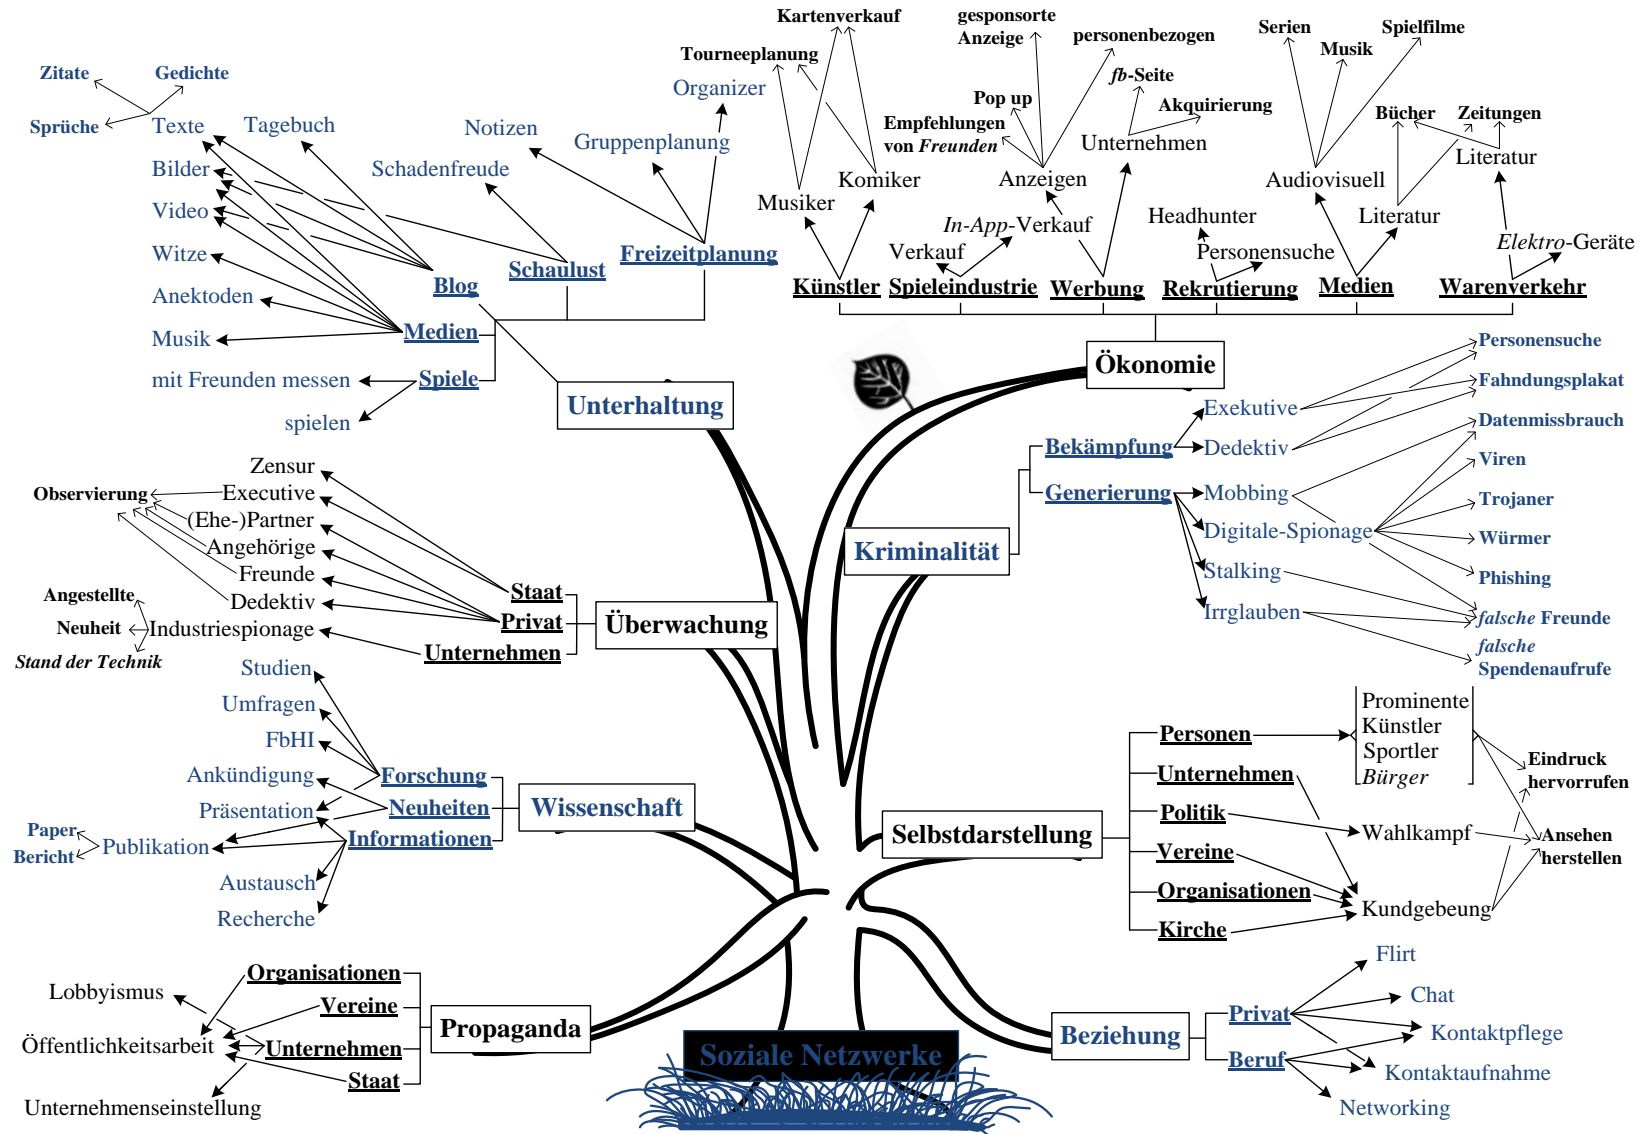 Soziale Netzwerke
Unterhaltung
Blog
Texte
Bilder
Video
Tagebuch
Zitate
Gedichte
Sprüche
Schaulust
Schadenfreude
Freizeitplanung
Notizen
Gruppenplanung
Organizer
Medien
Witze
Anektoden
Musik
Spiele
mit Freunden messen
spielen
Ökonomie
Künstler
Musiker
Komiker
Tourneeplanung
Kartenverkauf
Spieleindustrie
Verkauf
In-App-Verkauf
Werbung
Anzeigen
Empfehlungen
von Freunden
Pop up
gesponsorte
Anzeige
personenbezogen
Unternehmen
fb-Seite
Akquirierung
Rekrutierung
Headhunter
Personensuche
Medien
Audiovisuell
Serien
Musik
Spielfilme
Literatur
Bücher
Zeitungen
Warenverkehr
Literatur
Elektro-Geräte
Kriminalität
Bekämpfung
Exekutive
Dedektiv
Personensuche
Fahndungsplakat
Generierung
Mobbing
Digitale-Spionage
Stalking
Irrglauben
Datenmissbrauch
Viren
Trojaner
Würmer
Phishing
falsche Freunde
falsche
Spendenaufrufe
Überwachung
Staat
Privat
Unternehmen
Zensur
Executive
(Ehe-)Partner
Angehörige
Freunde
Dedektiv
Industriespionage
Observierung
Angestellte
Neuheit
Stand der Technik
Wissenschaft
Forschung
Neuheiten
Informationen
Studien
Umfragen
FbHI
Ankündigung
Präsentation
Publikation
Austausch
Recherche
Paper
Bericht
Selbstdarstellung
Personen
Unternehmen
Politik
Vereine
Organisationen
Kirche
Prominente
Künstler
Sportler
Bürger
Wahlkampf
Kundgebeung
Eindruck
hervorrufen
Ansehen
herstellen
Propaganda
Organisationen
Vereine
Unternehmen
Staat
Lobbyismus
Öffentlichkeitsarbeit
Unternehmenseinstellung
Beziehung
Privat
Beruf
Flirt
Chat
Kontaktpflege
Kontaktaufnahme
Networking